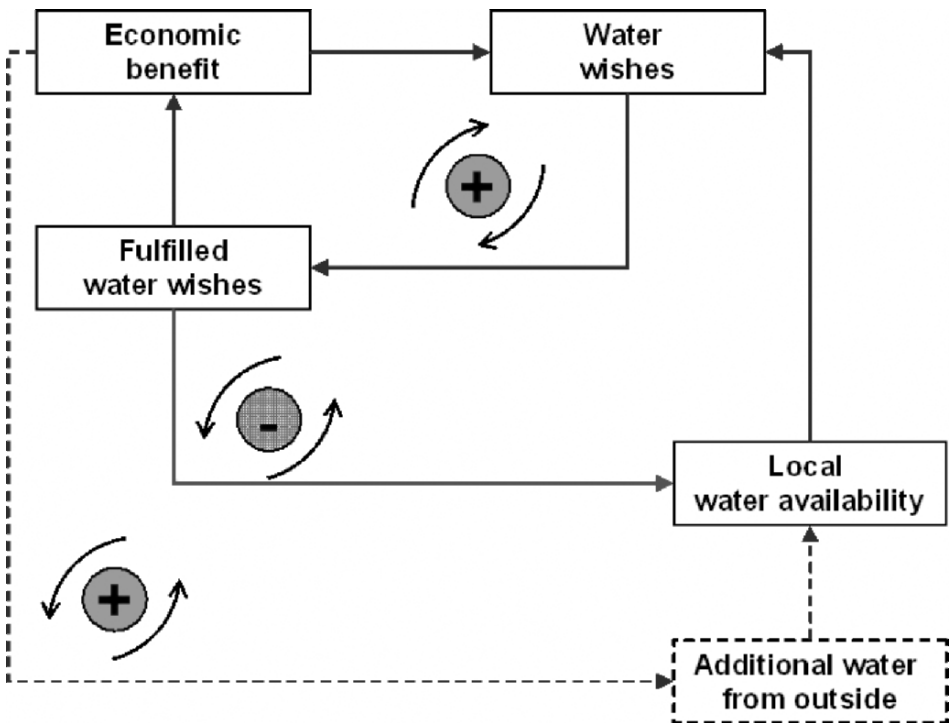 Economic
benefit
Water
wishes
+
Fulfilled
water wishes
-
Local
water availability
+
Additional water
from outside